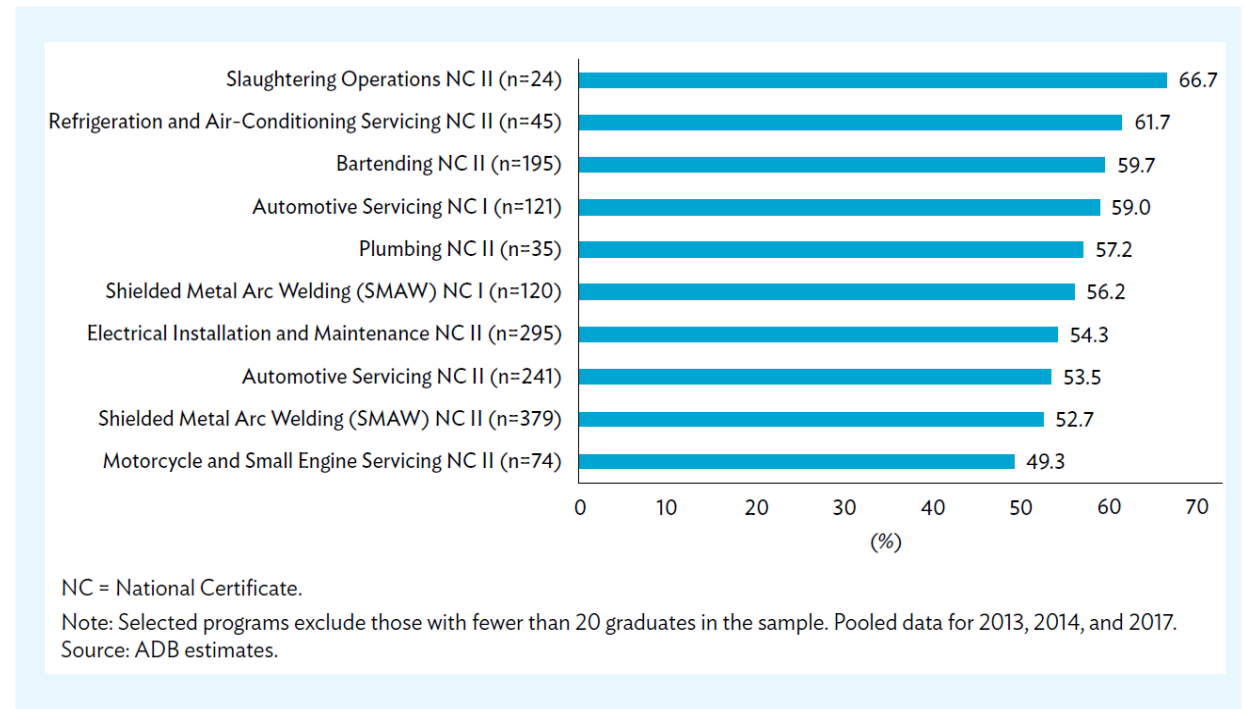 Slaughtering Operations NC II (n=24) 66.7
Refrigeration and Air-Conditioning Servicing NC II (n=45) 61.7
Bartending NC II (n=195) 59.7
Automotive Servicing NC I (n=121) 59.0
Plumbing NC II (n=35) 57.2
Shielded Metal Arc Welding (SMAW) NC I (n=120) 56.2
Electrical Installation and Maintenance NC II (n=295) 54.3
Automotive Servicing NC II (n=241) 53.5
Shielded Metal Arc Welding (SMAW) NC II (n=379) 52.7
Motorcycle and Small Engine Servicing NC II (n=74) 49.3
0 10 20 30 40 50 60 70
(%)
NC = National Certificate.
Note: Selected programs exclude those with fewer than 20 graduates in the sample. Pooled data for 2013, 2014, and 2017.
Source: ADB estimates.